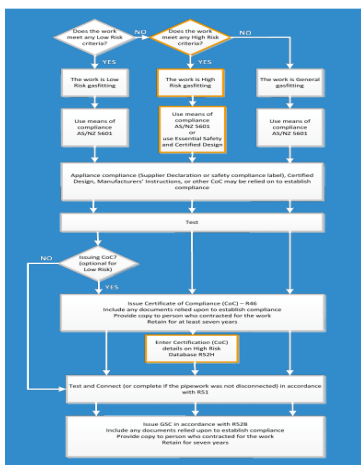 Does the work
meet any Low Risk
criteria?
NO
Does the work
meet any High Risk
criteria?
NO
YES
YES
The work is Low
Risk gasfitting
The work is High
Risk gasfitting
The work is General
gasfitting
Use means of
compliance
AS/NZ 5601
Use means of
compliance
AS/NZ 5601
or
use Essential Safety
and Certified Design
Use means of
compliance
AS/NZ 5601
Appliance compliance (Supplier Declaration or safety compliance label), Certified
Design, Manufacturers' Instructions, or other CoC may be relied on to establish
compliance
Test
NO
Issuing CoC?
(optional for
Low Risk)
YES
Issue Certificate of Compliance (CoC) – R46
Include any documents relied upon to establish compliance
Provide copy to person who contracted for the work
Retain for at least seven years
Enter Certification (CoC)
details on High Risk
Database R52H
Test and Connect (or complete if the pipework was not disconnected) in accordance
with R51
Issue GSC in accordance with R52B
Include any documents relied upon to establish compliance
Provide copy to person who contracted for the work
Retain for seven years